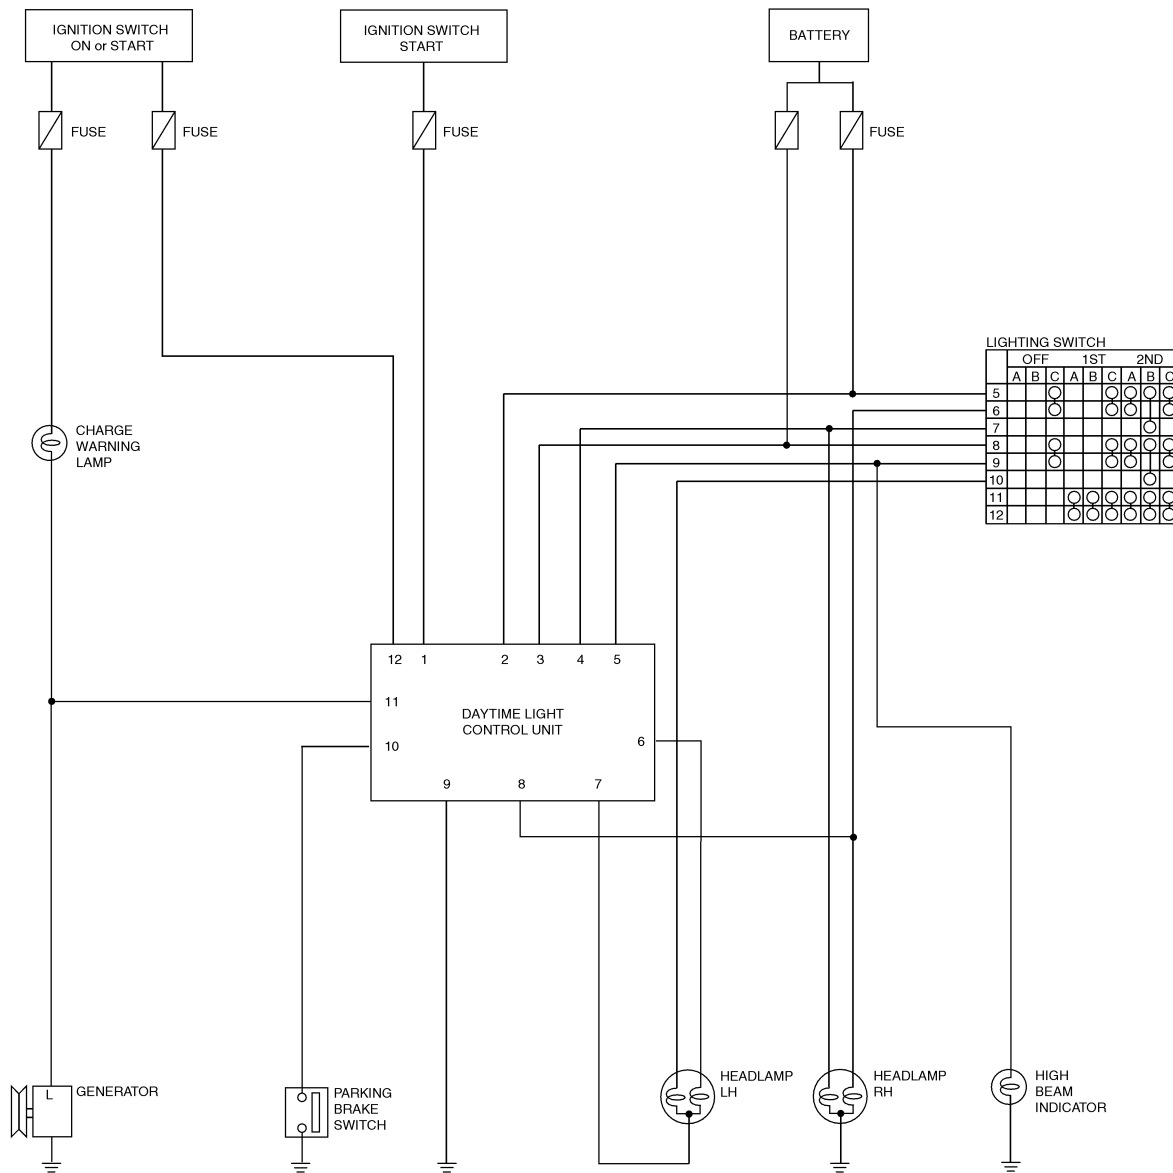 IGNITION SWITCH
ON or START
IGNITION SWITCH
START
BATTERY
FUSE
FUSE
FUSE
FUSE
LIGHTING SWITCH
OFF 1ST 2ND
A B C A B C A B C
5
6
7
8
9
10
11
12
CHARGE
WARNING
LAMP
12 1 2 3 4 5
11
DAYTIME LIGHT
CONTROL UNIT
10
6
9 8 7
L
GENERATOR
PARKING
BRAKE
SWITCH
HEADLAMP
LH
HEADLAMP
RH
HIGH
BEAM
INDICATOR